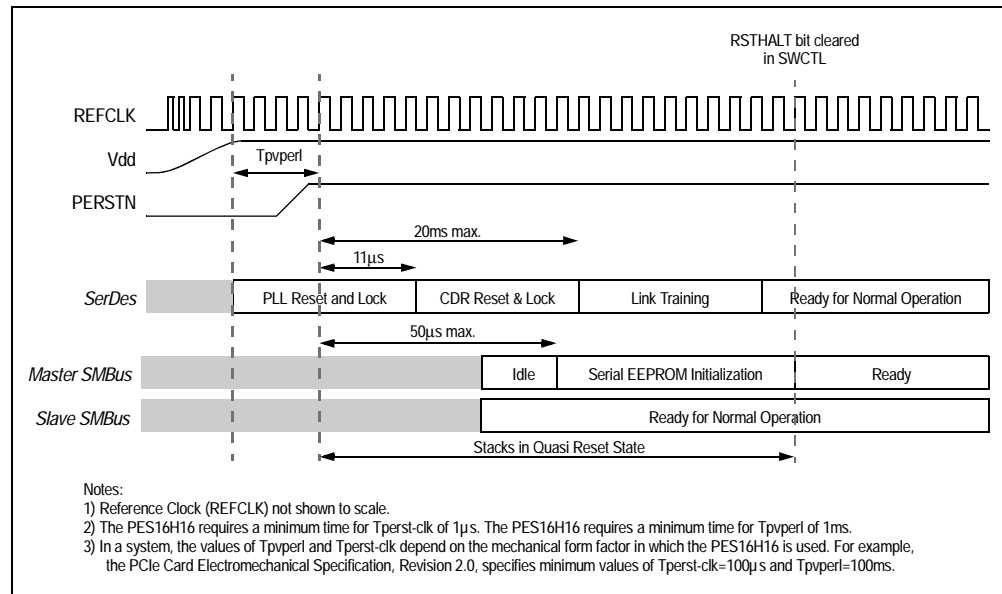 RSTHALT bit cleared
in SWCTL
REFCLK
Vdd
Tpvperl
PERSTN
20ms max.
11µs
SerDes
PLL Reset and Lock
CDR Reset & Lock
Link Training
Ready for Normal Operation
50µs max.
Master SMBus
Idle
Serial EEPROM Initialization
Ready
Slave SMBus
Ready for Normal Operation
Stacks in Quasi Reset State
Notes:
1) Reference Clock (REFCLK) not shown to scale.
2) The PES16H16 requires a minimum time for Tperst-clk of 1µs. The PES16H16 requires a minimum time for Tpvperl of 1ms.
3) In a system, the values of Tpvperl and Tperst-clk depend on the mechanical form factor in which the PES16H16 is used. For example,
the PCIe Card Electromechanical Specification, Revision 2.0, specifies minimum values of Tperst-clk=100µs and Tpvperl=100ms.